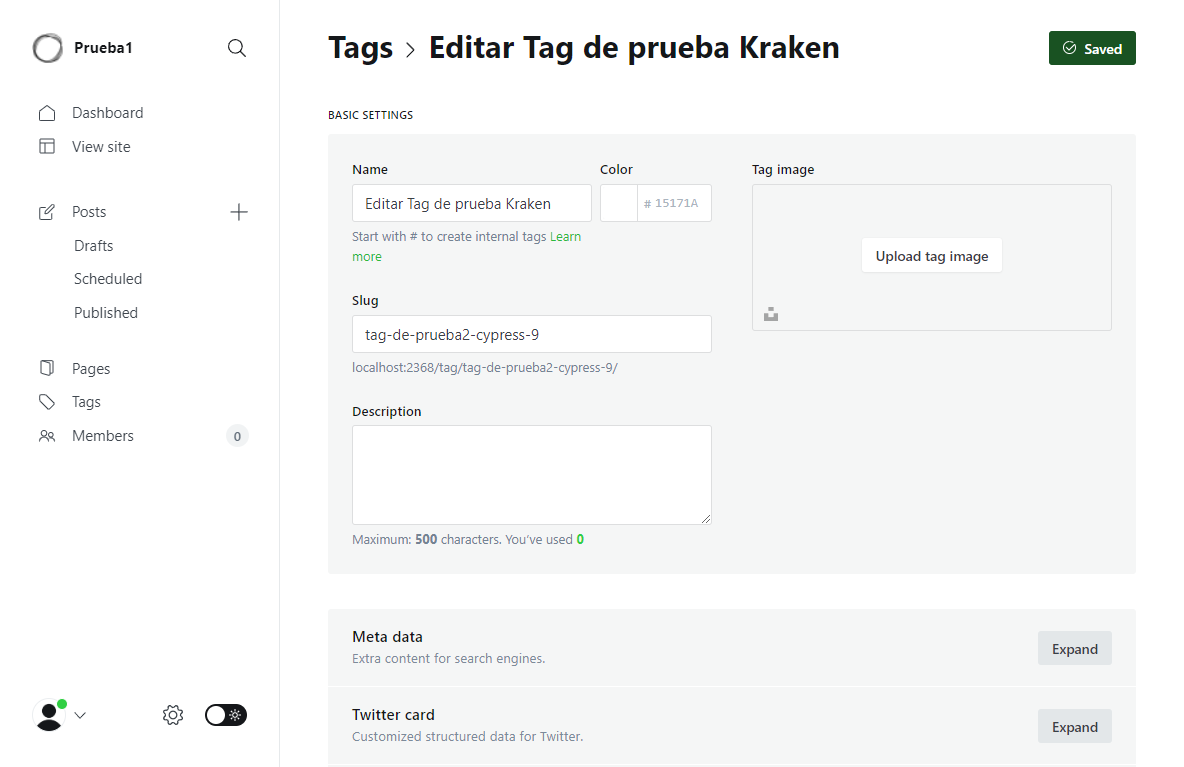 Prueba1
Dashboard
View site
Posts
Drafts
Scheduled
Published
Pages
Tags
Members
0
Tags > Editar Tag de prueba Kraken
Saved
BASIC SETTINGS
Name
Color
Editar Tag de prueba Kraken
# 15171A
Start with # to create internal tags Learn
more
Slug
tag-de-prueba2-cypress-9
localhost:2368/tag/tag-de-prueba2-cypress-9/
Description
Maximum: 500 characters. You’ve used 0
Tag image
Upload tag image
Meta data
Extra content for search engines.
Expand
Twitter card
Customized structured data for Twitter.
Expand